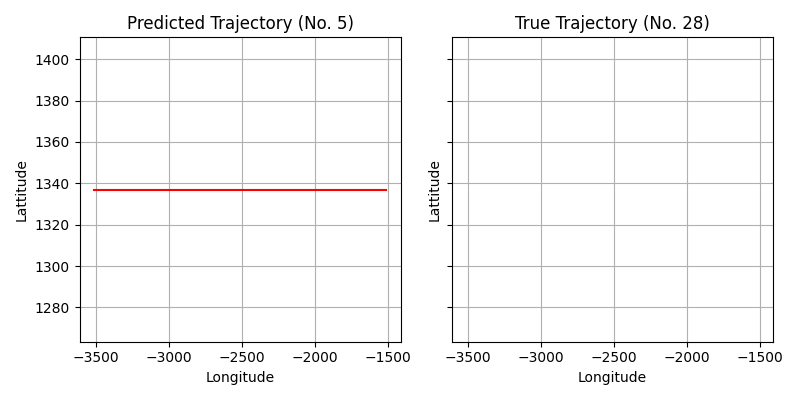 Predicted Trajectory (No. 5)
True Trajectory (No. 28)
Lattitude
1400
1380
1360
1340
1320
1300
1280
−3500
−3000
−2500
−2000
−1500
Longitude
Lattitude
−3500
−3000
−2500
−2000
−1500
Longitude